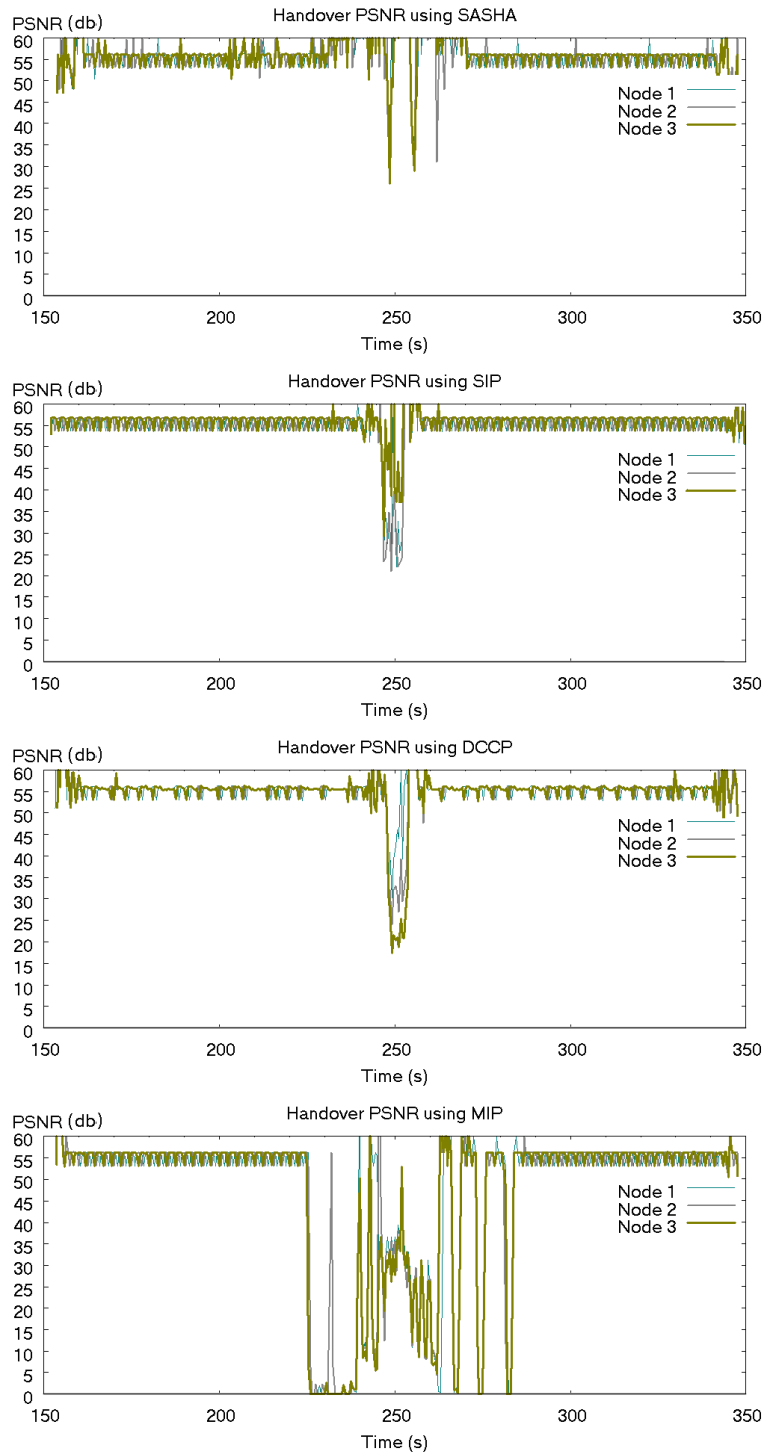 Handover PSNR using SASHA
PSNR (db)
60
55
50
45
40
35
30
25
20
15
10
5
0
Node 1
Node 2
Node 3
150 200 250 300 350
Time (s)
Handover PSNR using SIP
PSNR (db)
60
55
50
45
40
35
30
25
20
15
10
5
0
Node 1
Node 2
Node 3
150 200 250 300 350
Time (s)
Handover PSNR using DCCP
PSNR (db)
60
55
50
45
40
35
30
25
20
15
10
5
0
Node 1
Node 2
Node 3
150 200 250 300 350
Time (s)
Handover PSNR using MIP
PSNR (db)
60
55
50
45
40
35
30
25
20
15
10
5
0
Node 1
Node 2
Node 3
150 200 250 300 350
Time (s)